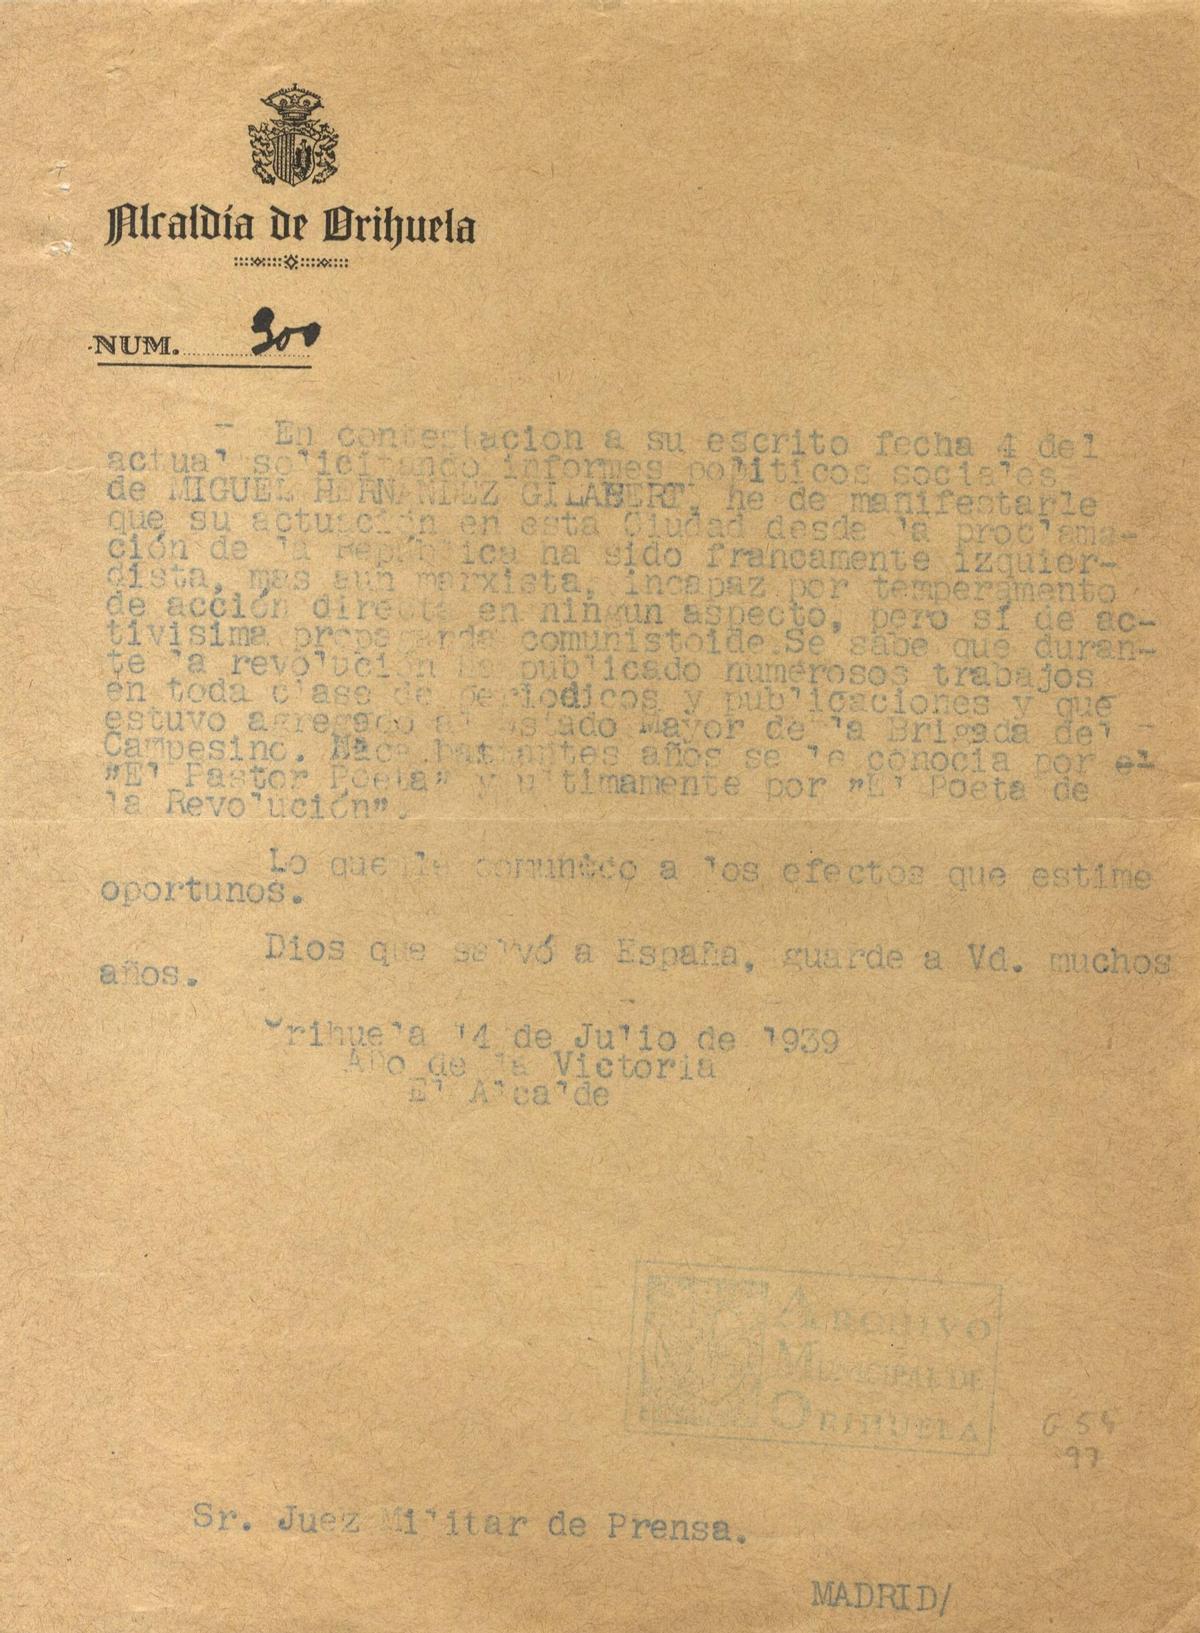 Alcaldía de Orihuela
NUM. 900
- En contestacion a su escrito fecha 4 del
actual solicitando informes politicos sociales
de MIGUEL HERNANDEZ GILABERT, he de manifestarle
que su actuación en esta Ciudad desde la proclama-
ción de la República ha sido francamente izquier-
dista, mas aun marxista, incapaz por temperamento
de acción directa en ningun aspecto, pero sí de ac-
tivisima propaganda comunistoide.Se sabe que duran-
te la revolución ha publicado numerosos trabajos
en toda clase de periodicos y publicaciones y que
estuvo agregado al Estado Mayor de la Brigada del -
Campesino. Hace bastantes años se le conocia por el
"El Pastor Poeta" y ultimamente por "El Poeta de
la Revolución".
Lo que le comunico a los efectos que estime
oportunos.
Dios que salvó a España, guarde a Vd. muchos
años.
Orihuela 14 de Julio de 1939
Año de la Victoria
El Alcalde
ARCHIVO
MUNICIPAL DE
ORIHUELA
G 54
97
Sr. Juez Militar de Prensa.
MADRID/